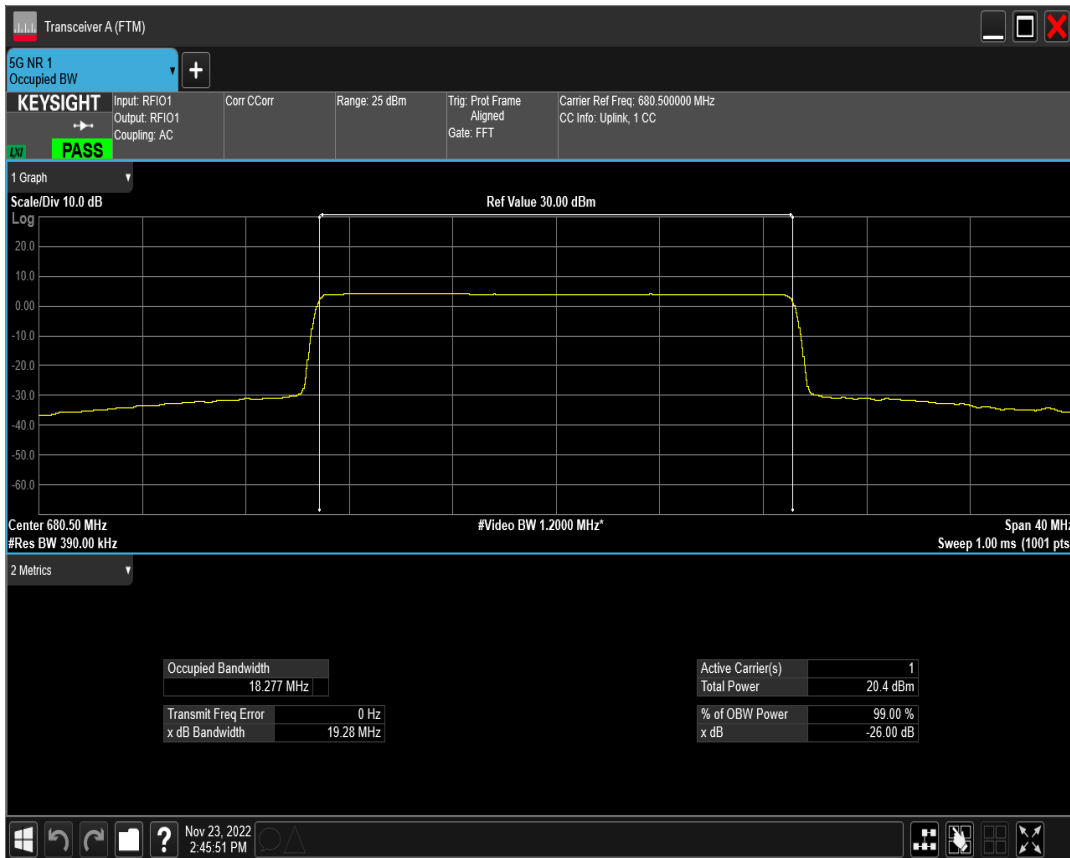 Transceiver A (FTM)
5G NR 1
Occupied BW
+
KEYSIGHT
LXI
PASS
Input: RFIO1
Output: RFIO1
Coupling: AC
Corr CCorr
Range: 25 dBm
Trig: Prot Frame
Aligned
Gate: FFT
Carrier Ref Freq: 680.500000 MHz
CC Info: Uplink, 1 CC
1 Graph
Scale/Div 10.0 dB
Ref Value 30.00 dBm
Log
20.0
10.0
0.00
-10.0
-20.0
-30.0
-40.0
-50.0
-60.0
Center 680.50 MHz
#Video BW 1.2000 MHz*
Span 40 MHz
#Res BW 390.00 kHz
Sweep 1.00 ms (1001 pts
2 Metrics
Occupied Bandwidth
18.277 MHz
Transmit Freq Error 0 Hz
x dB Bandwidth 19.28 MHz
Active Carrier(s) 1
Total Power 20.4 dBm
% of OBW Power 99.00 %
x dB -26.00 dB
?
Nov 23, 2022
2:45:51 PM